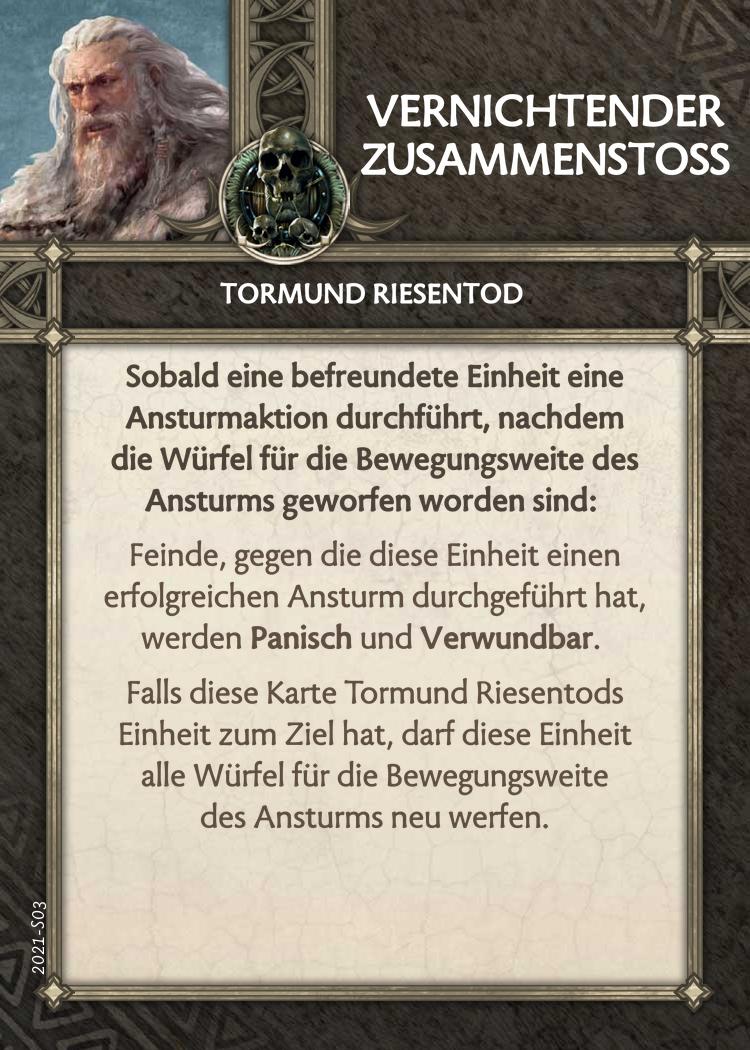 VERNICHTENDER
ZUSAMMENSTOSS
TORMUND RIESENTOD
Sobald eine befreundete Einheit eine
Ansturmaktion durchführt, nachdem
die Würfel für die Bewegungsweite des
Ansturms geworfen worden sind:
Feinde, gegen die diese Einheit einen
erfolgreichen Ansturm durchgeführt hat,
werden Panisch und Verwundbar.
Falls diese Karte Tormund Riesentods
Einheit zum Ziel hat, darf diese Einheit
alle Würfel für die Bewegungsweite
des Ansturms neu werfen.
2021-S03